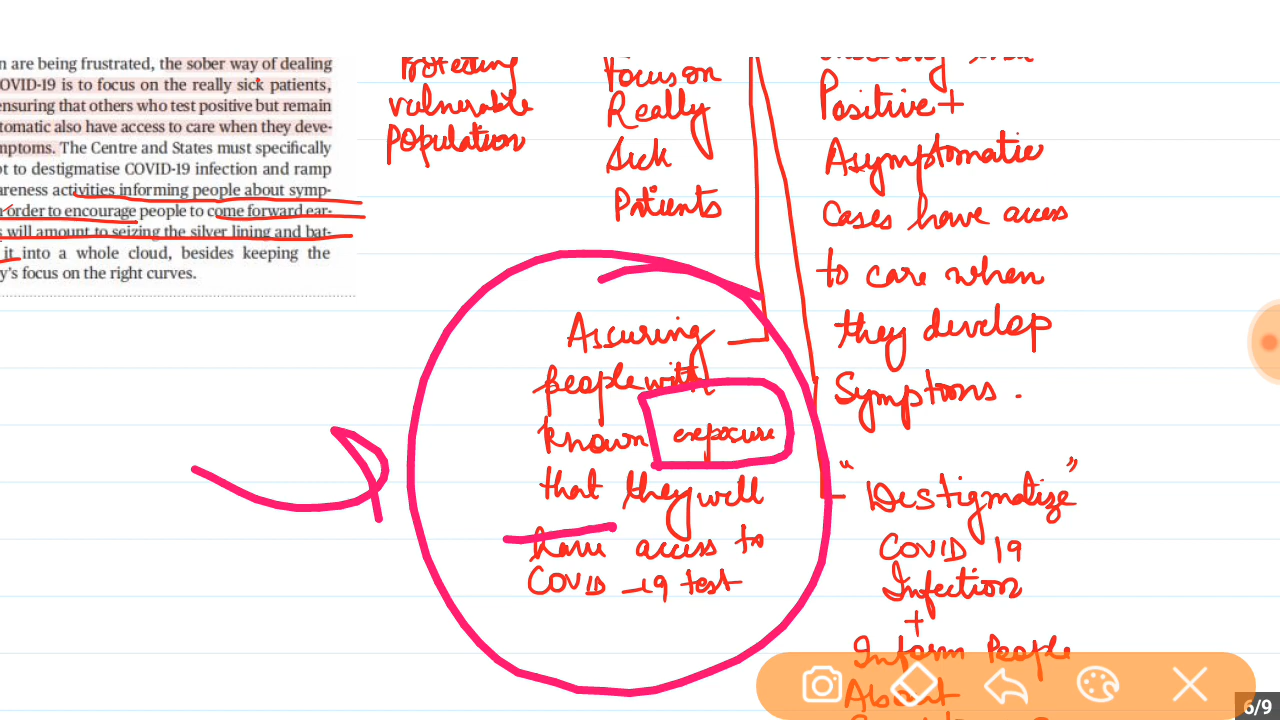 n are being frustrated, the sober way of dealing
OVID-19 is to focus on the really sick patients,
ensuring that others who test positive but remain
tomatic also have access to care when they deve-
mptoms. The Centre and States must specifically
ot to destigmatise COVID-19 infection and ramp
areness activities informing people about symp-
order to encourage people to come forward ear-
s will amount to seizing the silver lining and bat-
it into a whole cloud, besides keeping the
y's focus on the right curves.
Protecting
vulnerable
Population
Focus on
Really
Sick
Patients
Positive +
Asymptomatic
Cases have access
to care when
they develop
Symptoms.
Assuring
people with
known exposure
that they will
have access to
COVID-19 test
"Destigmatize"
COVID 19
Infection
+
Inform People
About
6/9